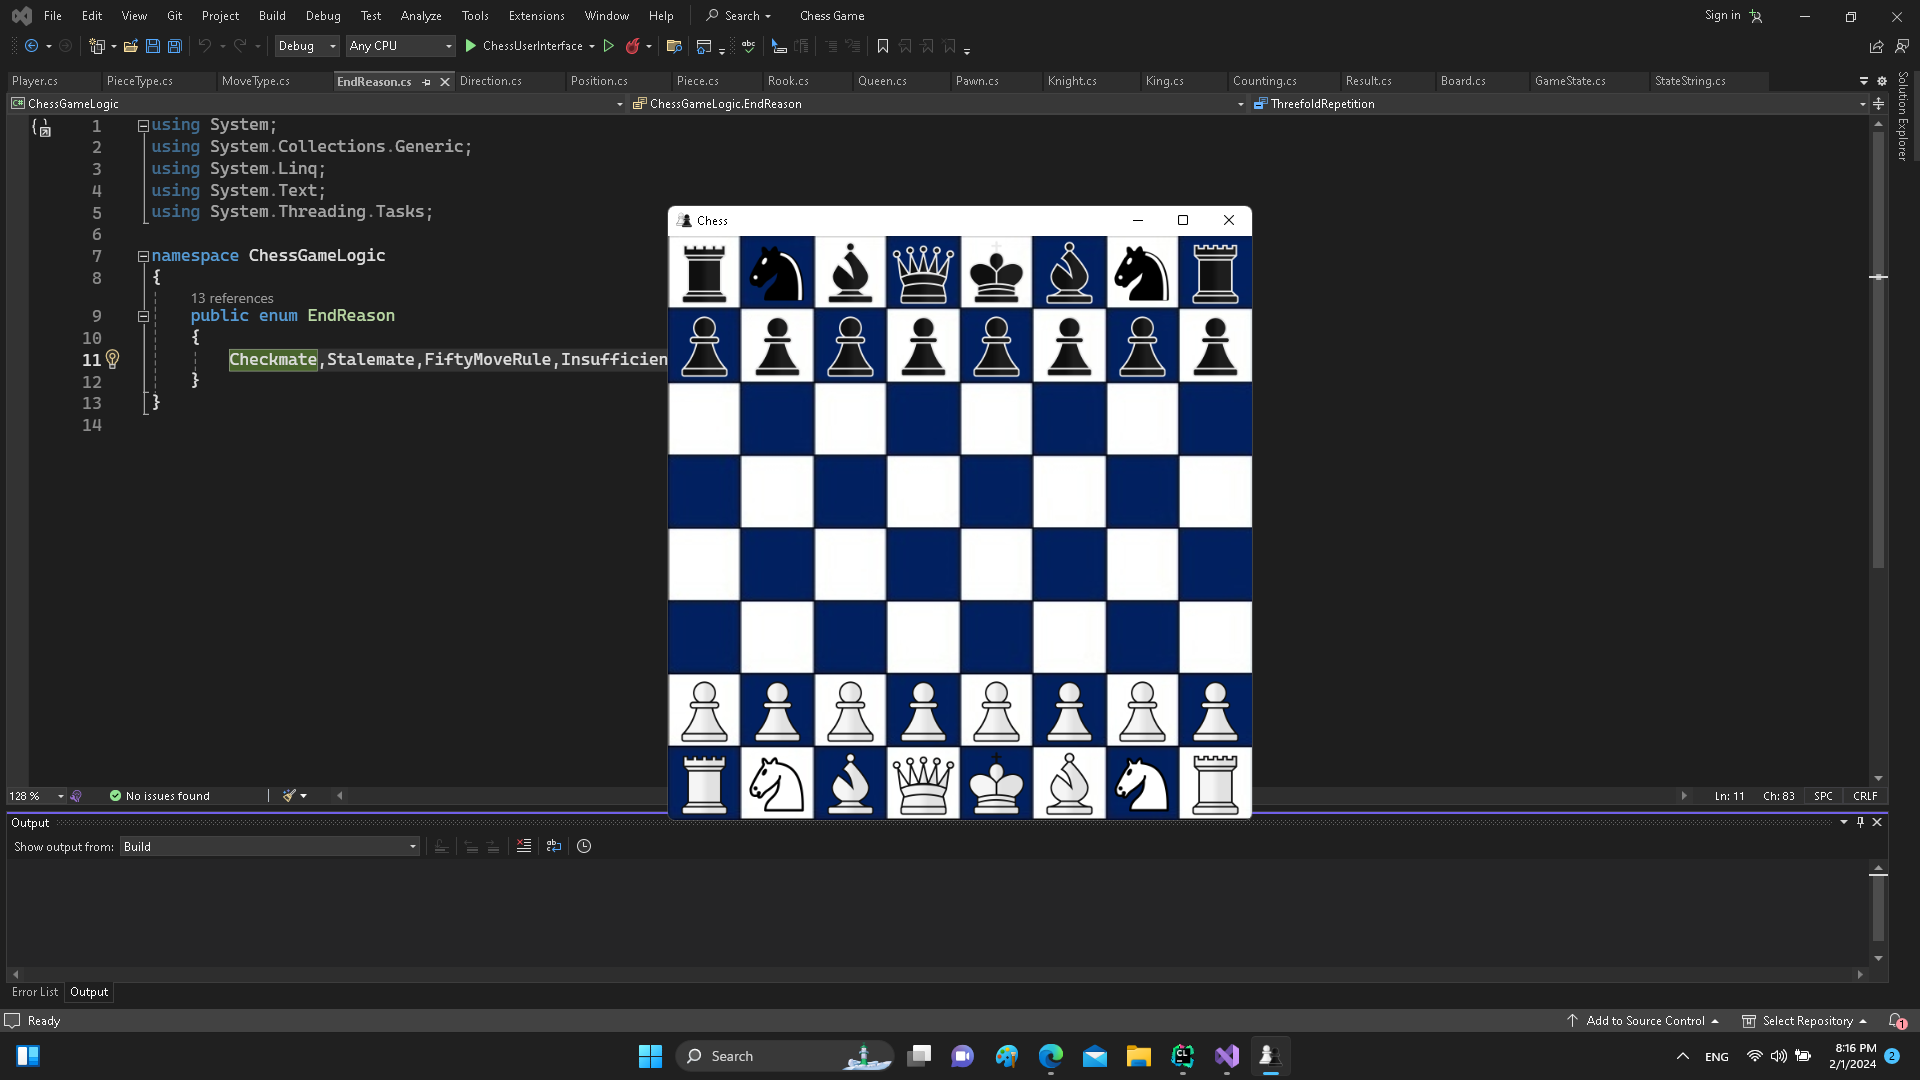 File Edit View Git Project Build Debug Test Analyze Tools Extensions Window Help Search Chess Game Sign in
Debug Any CPU ChessUserInterface
Player.cs PieceType.cs MoveType.cs EndReason.cs Direction.cs Position.cs Piece.cs Rook.cs Queen.cs Pawn.cs Knight.cs King.cs Counting.cs Result.cs Board.cs GameState.cs StateString.cs
ChessGameLogic ChessGameLogic.EndReason ThreefoldRepetition
Solution Explorer
1 using System;
2 using System.Collections.Generic;
3 using System.Linq;
4 using System.Text;
5 using System.Threading.Tasks;
6
7 namespace ChessGameLogic
8 {
13 references
9 public enum EndReason
10 {
11 Checkmate,Stalemate,FiftyMoveRule,Insufficien
12 }
13 }
14
Chess
128 % No issues found Ln: 11 Ch: 83 SPC CRLF
Output
Show output from: Build
Error List Output
Ready Add to Source Control Select Repository 1
Search ENG 8:16 PM 2
2/1/2024